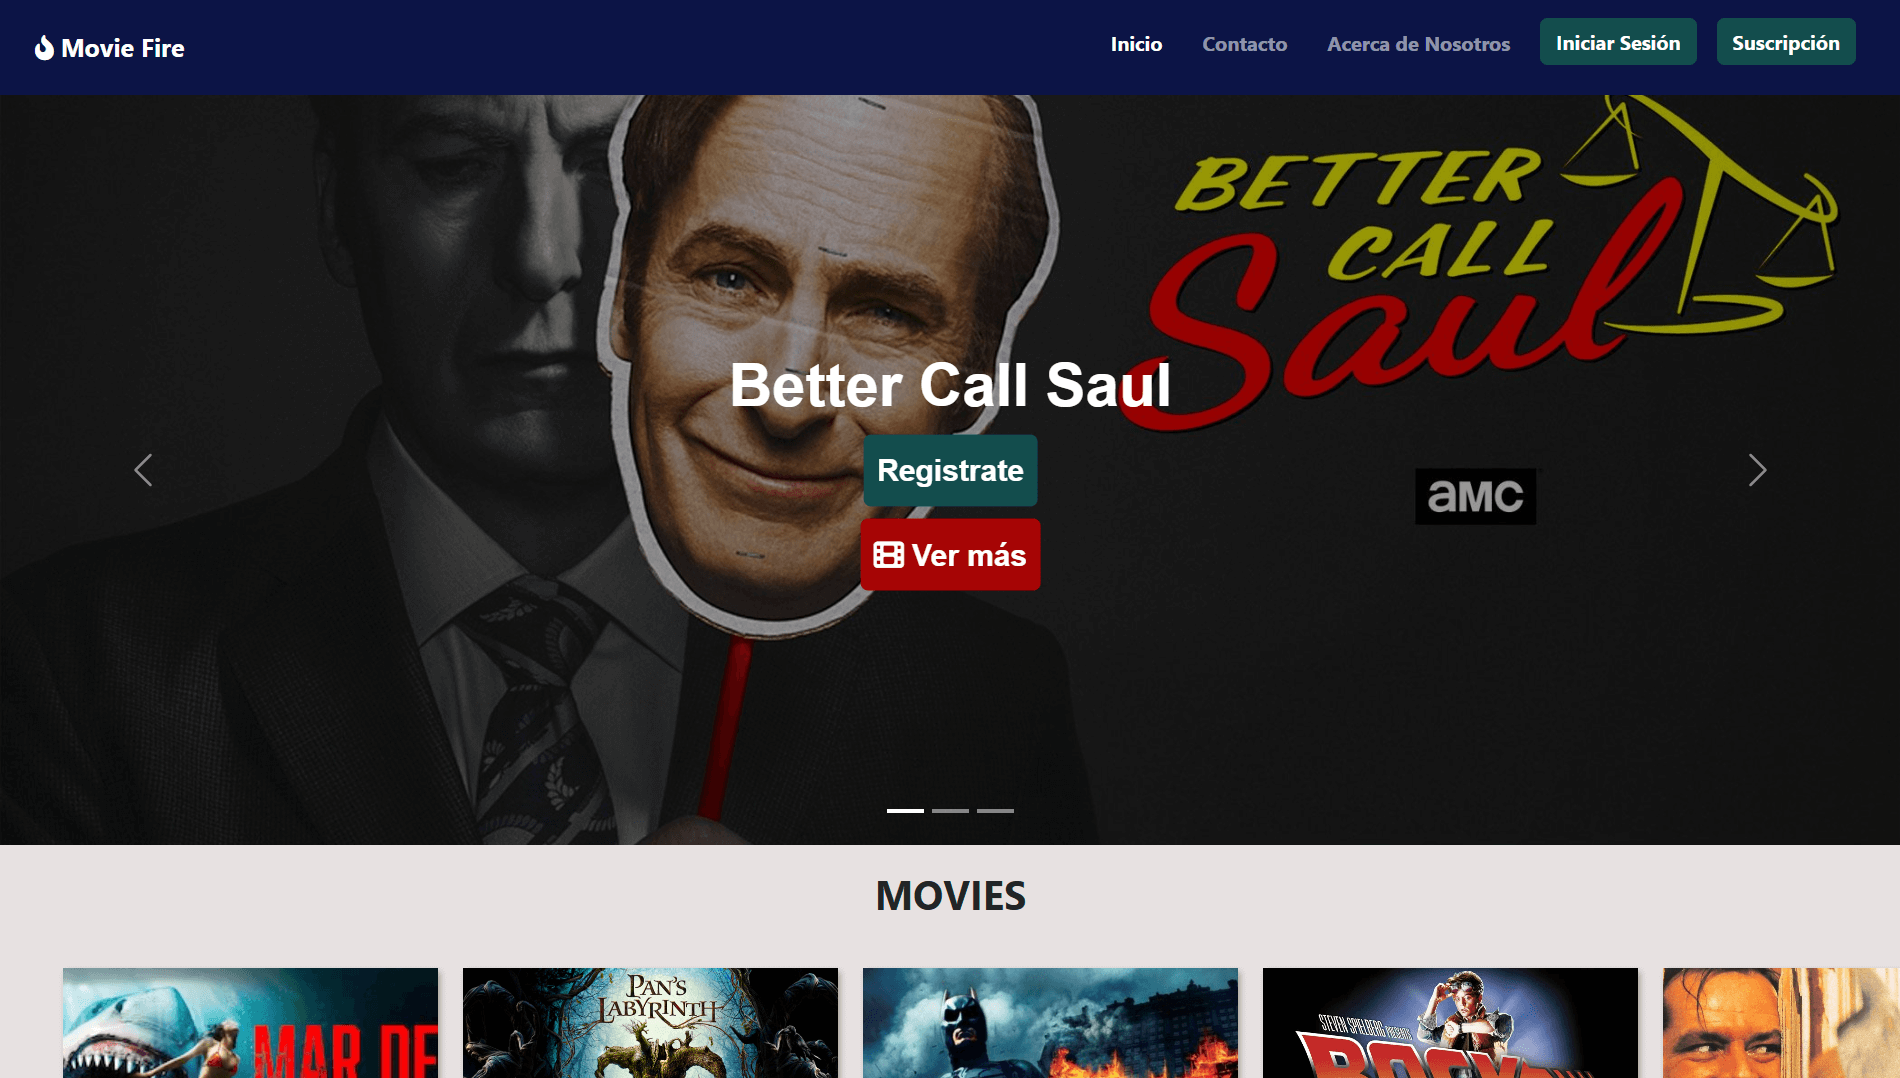 Movie Fire
Inicio
Contacto
Acerca de Nosotros
Iniciar Sesión
Suscripción
BETTER
CALL
Saul
Better Call Saul
Registrate
aMC
Ver más
MOVIES
MAR DE
PAN'S
LABYRINTH
STEVEN SPIELBERG PRESENTS